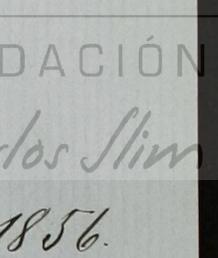 DACIÓN
rlos Slim
1856.